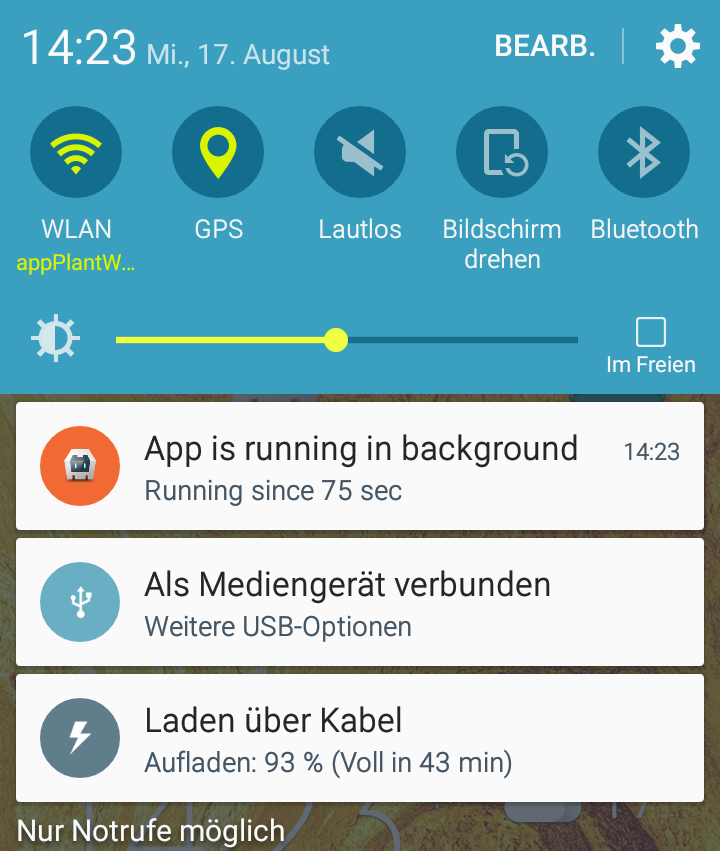 14:23 Mi., 17. August BEARB.
WLAN GPS Lautlos Bildschirm drehen Bluetooth
appPlantW...
Im Freien
App is running in background 14:23
Running since 75 sec
Als Mediengerät verbunden
Weitere USB-Optionen
Laden über Kabel
Aufladen: 93 % (Voll in 43 min)
Nur Notrufe möglich